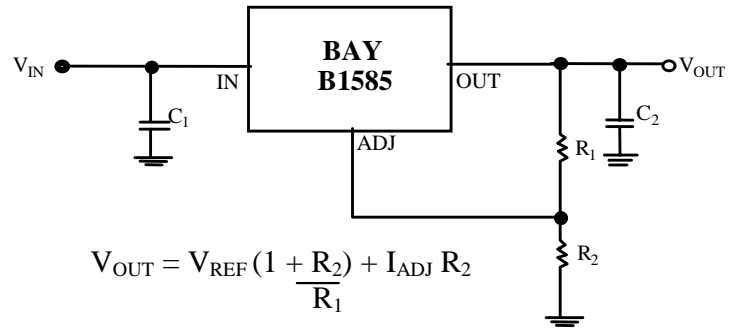 BAY
B1585
V_IN
IN
OUT
V_OUT
C_1
C_2
ADJ
R_1
R_2
V_OUT = V_REF (1 + R_2) + I_ADJ R_2
R_1